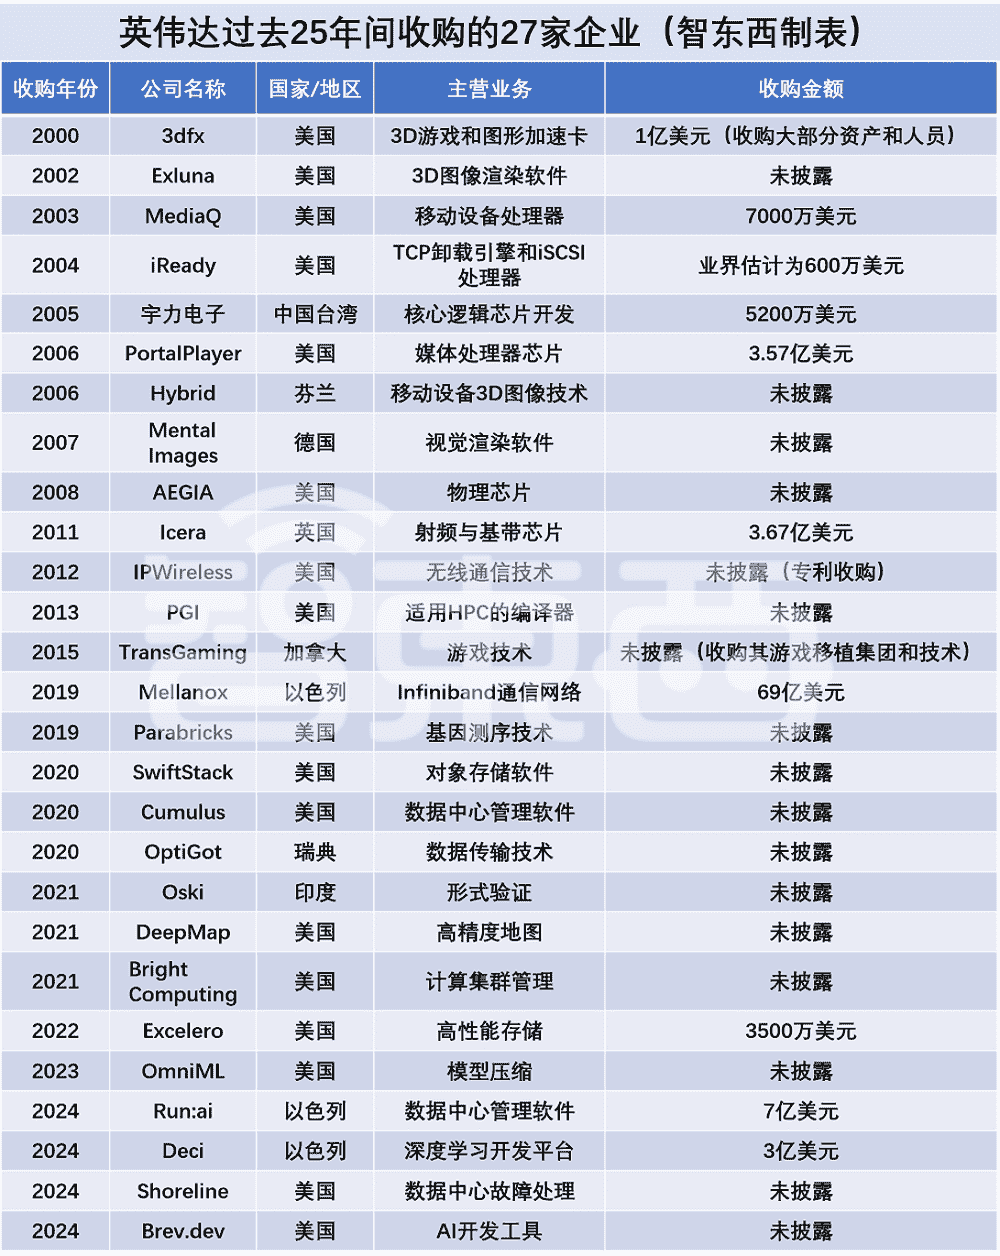 英伟达过去25年间收购的27家企业（智东西制表）
收购年份 公司名称 国家/地区 主营业务 收购金额
2000 3dfx 美国 3D游戏和图形加速卡 1亿美元（收购大部分资产和人员）
2002 Exluna 美国 3D图像渲染软件 未披露
2003 MediaQ 美国 移动设备处理器 7000万美元
2004 iReady 美国 TCP卸载引擎和iSCSI
处理器 业界估计为600万美元
2005 宇力电子 中国台湾 核心逻辑芯片开发 5200万美元
2006 PortalPlayer 美国 媒体处理器芯片 3.57亿美元
2006 Hybrid 芬兰 移动设备3D图像技术 未披露
2007 Mental
Images 德国 视觉渲染软件 未披露
2008 AEGIA 美国 物理芯片 未披露
2011 Icera 英国 射频与基带芯片 3.67亿美元
2012 IPWireless 美国 无线通信技术 未披露（专利收购）
2013 PGI 美国 适用HPC的编译器 未披露
2015 TransGaming 加拿大 游戏技术 未披露（收购其游戏移植集团和技术）
2019 Mellanox 以色列 Infiniband通信网络 69亿美元
2019 Parabricks 美国 基因测序技术 未披露
2020 SwiftStack 美国 对象存储软件 未披露
2020 Cumulus 美国 数据中心管理软件 未披露
2020 OptiGot 瑞典 数据传输技术 未披露
2021 Oski 印度 形式验证 未披露
2021 DeepMap 美国 高精度地图 未披露
2021 Bright
Computing 美国 计算集群管理 未披露
2022 Excelero 美国 高性能存储 3500万美元
2023 OmniML 美国 模型压缩 未披露
2024 Run:ai 以色列 数据中心管理软件 7亿美元
2024 Deci 以色列 深度学习开发平台 3亿美元
2024 Shoreline 美国 数据中心故障处理 未披露
2024 Brev.dev 美国 AI开发工具 未披露
智东西